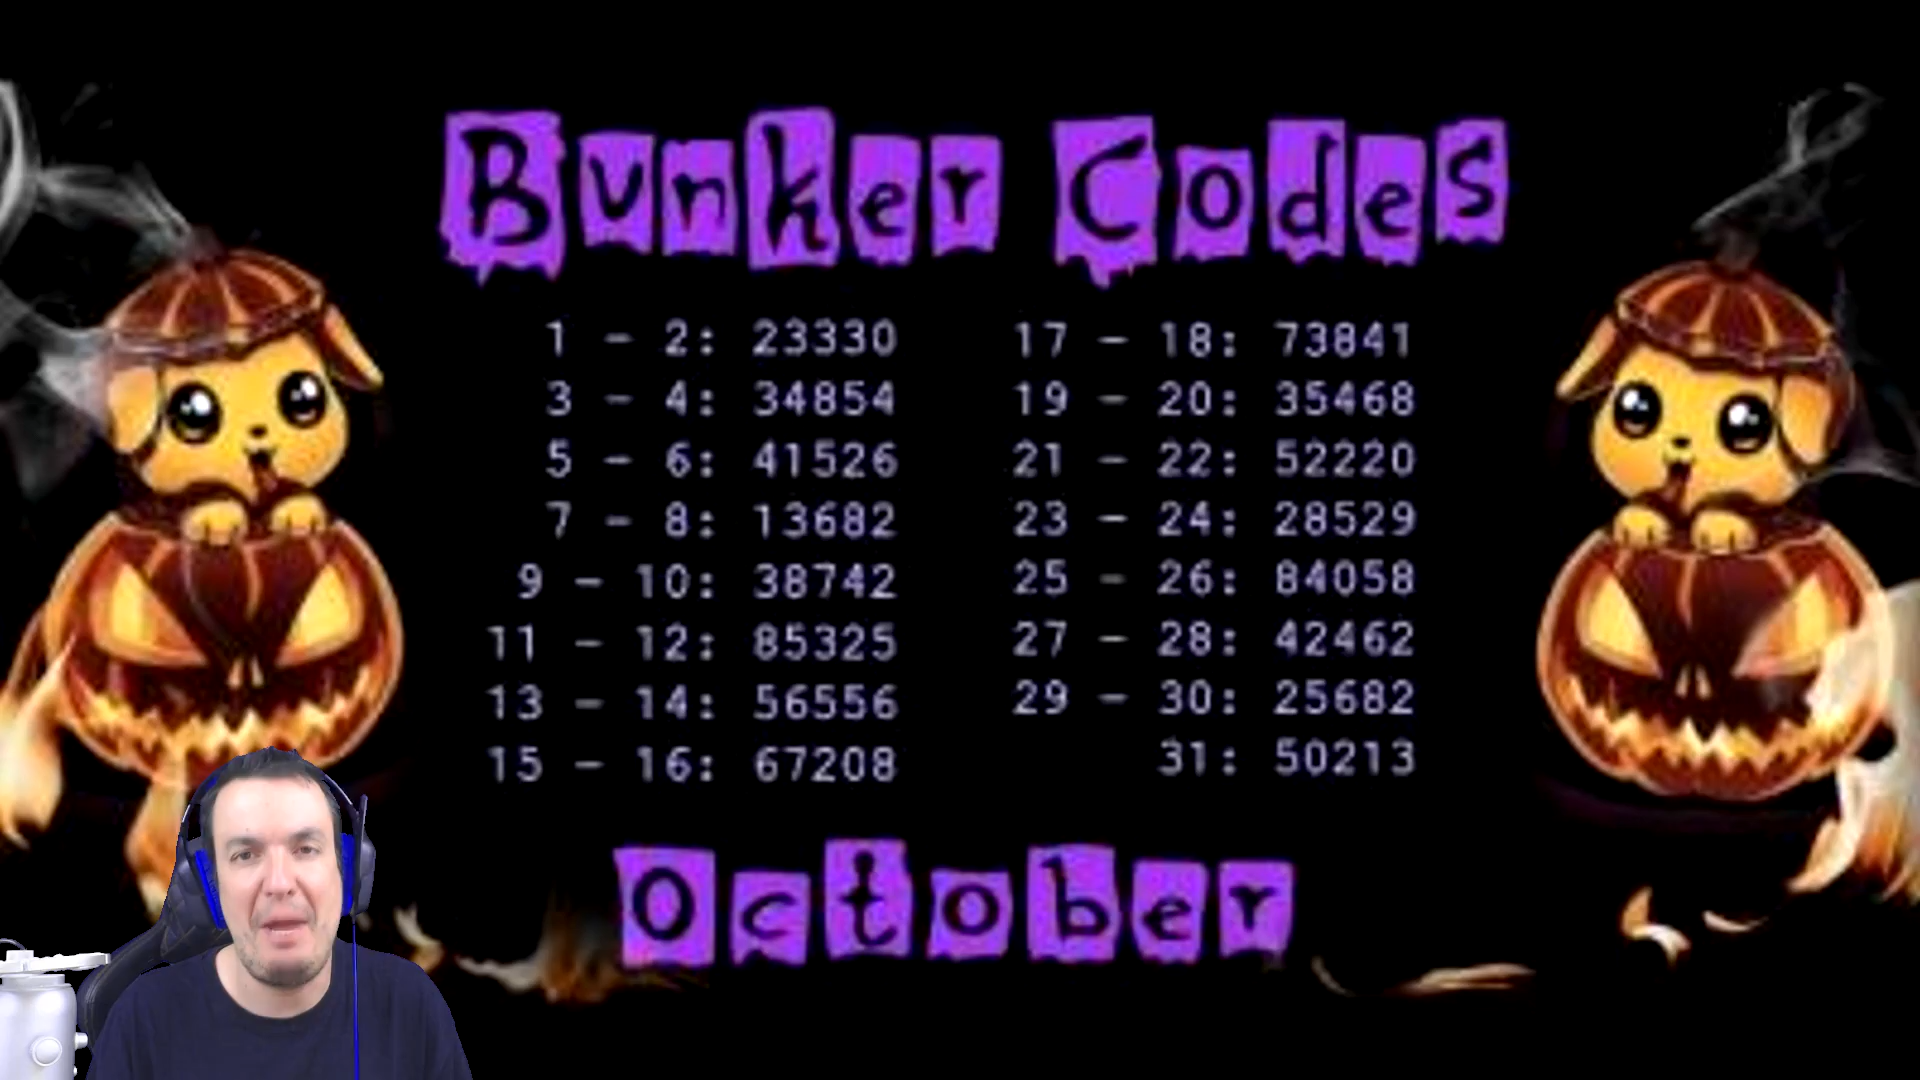 Bunker Codes
1 - 2: 23330
3 - 4: 34854
5 - 6: 41526
7 - 8: 13682
9 - 10: 38742
11 - 12: 85325
13 - 14: 56556
15 - 16: 67208
17 - 18: 73841
19 - 20: 35468
21 - 22: 52220
23 - 24: 28529
25 - 26: 84058
27 - 28: 42462
29 - 30: 25682
31: 50213
October